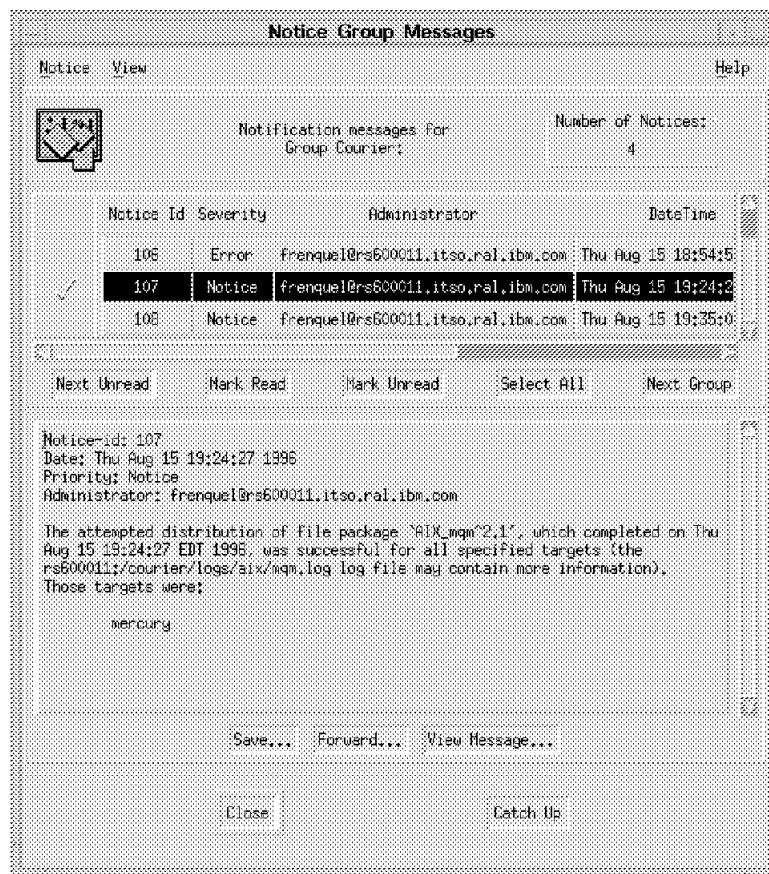 Notice Group Messages
Notice View Help
Notification messages for
Group Courier:
Number of Notices:
4
Notice Id Severity Administrator DateTime
106 Error frenquel@rs600011.itso.ral.ibm.com Thu Aug 15 18:54:5
107 Notice frenquel@rs600011.itso.ral.ibm.com Thu Aug 15 19:24:2
108 Notice frenquel@rs600011.itso.ral.ibm.com Thu Aug 15 19:35:0
Next Unread Mark Read Mark Unread Select All Next Group
Notice-id: 107
Date: Thu Aug 15 19:24:27 1996
Priority: Notice
Administrator: frenquel@rs600011.itso.ral.ibm.com
The attempted distribution of file package `AIX_mqm^2.1', which completed on Thu
Aug 15 19:24:27 EDT 1996, was successful for all specified targets (the
rs600011:/courier/logs/aix/mqm.log log file may contain more information).
Those targets were:
mercury
Save... Forward... View Message...
Close Catch Up